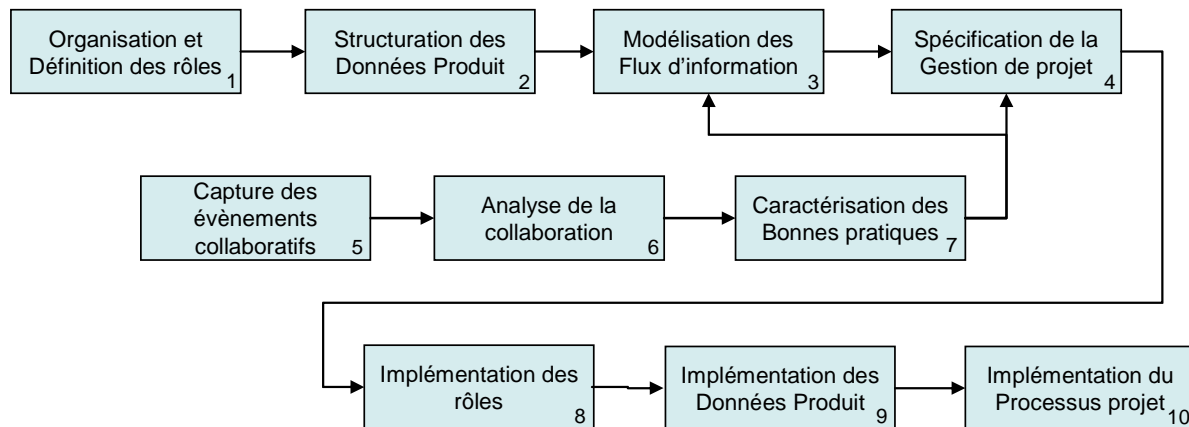 Organisation et
Définition des rôles
1
Structuration des
Données Produit
2
Modélisation des
Flux d'information
3
Spécification de la
Gestion de projet
4
Capture des
évènements
collaboratifs
5
Analyse de la
collaboration
6
Caractérisation des
Bonnes pratiques
7
Implémentation des
rôles
8
Implémentation des
Données Produit
9
Implémentation du
Processus projet
10